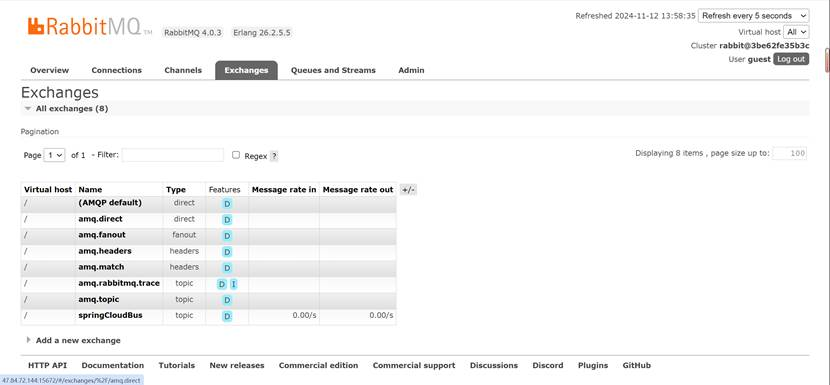 Refreshed 2024-11-12 13:58:35 Refresh every 5 seconds
RabbitMQ TM RabbitMQ 4.0.3 Erlang 26.2.5.5
Virtual host All
Cluster rabbit@3be62fe35b3c
User guest Log out
Overview Connections Channels Exchanges Queues and Streams Admin
Exchanges
All exchanges (8)
Pagination
Page 1 of 1 - Filter: Regex ? Displaying 8 items , page size up to: 100
Virtual host Name Type Features Message rate in Message rate out +/-
/ (AMQP default) direct D
/ amq.direct direct D
/ amq.fanout fanout D
/ amq.headers headers D
/ amq.match headers D
/ amq.rabbitmq.trace topic D I
/ amq.topic topic D
/ springCloudBus topic D 0.00/s 0.00/s
Add a new exchange
HTTP API Documentation Tutorials New releases Commercial edition Commercial support Discussions Discord Plugins GitHub
47.84.72.144:15672/#/exchanges/%2F/amq.direct